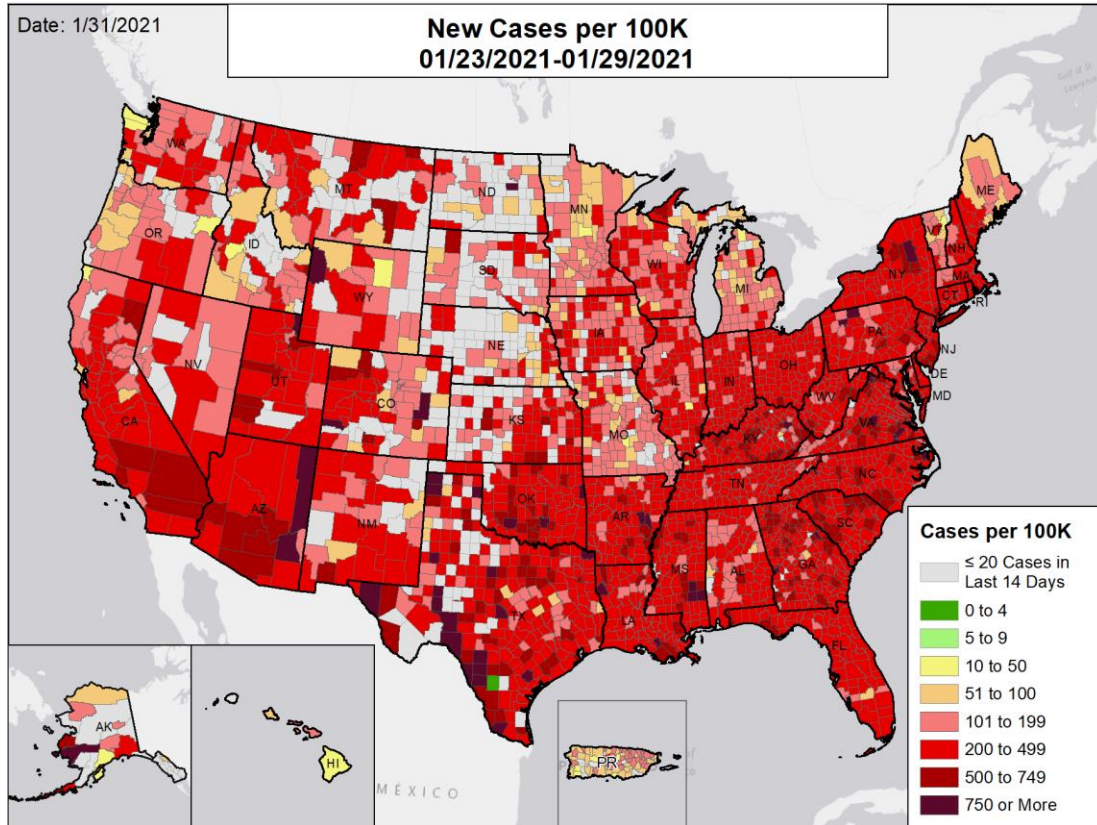 Date: 1/31/2021
New Cases per 100K
01/23/2021-01/29/2021
Gulf of St
Lawrence
WA
MT
ND
MN
ME
OR
ID
SD
WI
MI
VT
NH
NY
MA
CT
RI
WY
IA
NE
PA
NJ
NV
UT
CO
IL
IN
OH
DE
MD
CA
KS
MO
WV
KY
VA
AZ
NM
OK
AR
TN
NC
SC
MS
AL
GA
TX
LA
FL
AK
HI
PR
MÉXICO
Cases per 100K
≤ 20 Cases in
Last 14 Days
0 to 4
5 to 9
10 to 50
51 to 100
101 to 199
200 to 499
500 to 749
750 or More